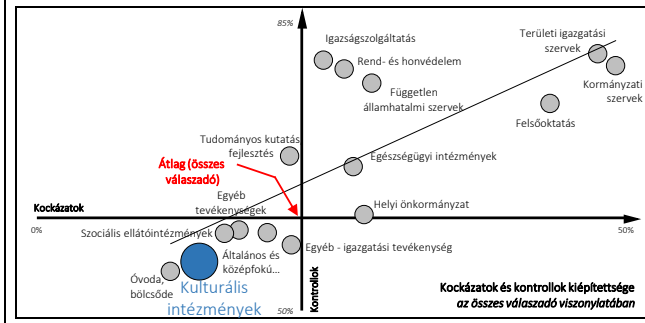 85%
Igazságszolgáltatás
Területi igazgatási
szervek
Rend- és honvédelem
Kormányzati
szervek
Független
államhatalmi szervek
Felsőoktatás
Tudományos kutatás
fejlesztés
Egészségügyi intézmények
Átlag (összes
válaszadó)
Egyéb
tevékenységek
Helyi önkormányzat
Kockázatok
0%
50%
Szociális ellátóintézmények
Egyéb - igazgatási tevékenység
Általános és
középfokú...
Óvoda,
bölcsőde
Kulturális
intézmények
Kontrollok
50%
Kockázatok és kontrollok kiépítettsége
az összes válaszadó viszonylatában